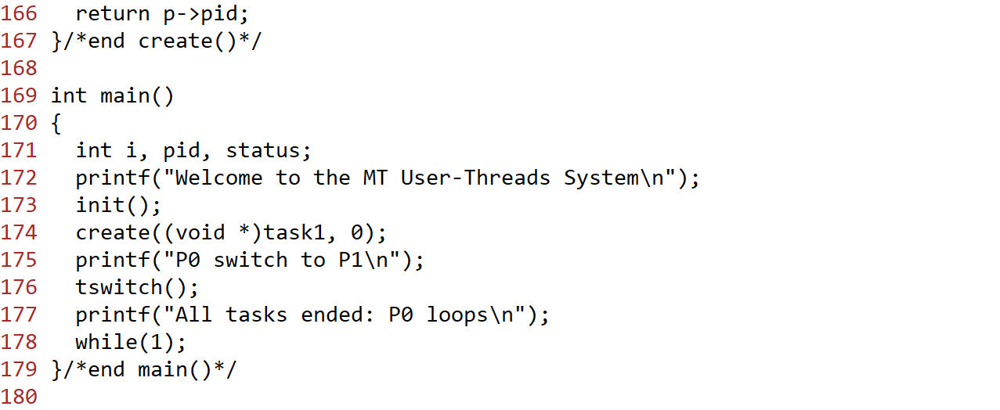 166   return p->pid;
167 }/*end create()*/
168
169 int main()
170 {
171   int i, pid, status;
172   printf("Welcome to the MT User-Threads System\n");
173   init();
174   create((void *)task1, 0);
175   printf("P0 switch to P1\n");
176   tswitch();
177   printf("All tasks ended: P0 loops\n");
178   while(1);
179 }/*end main()*/
180